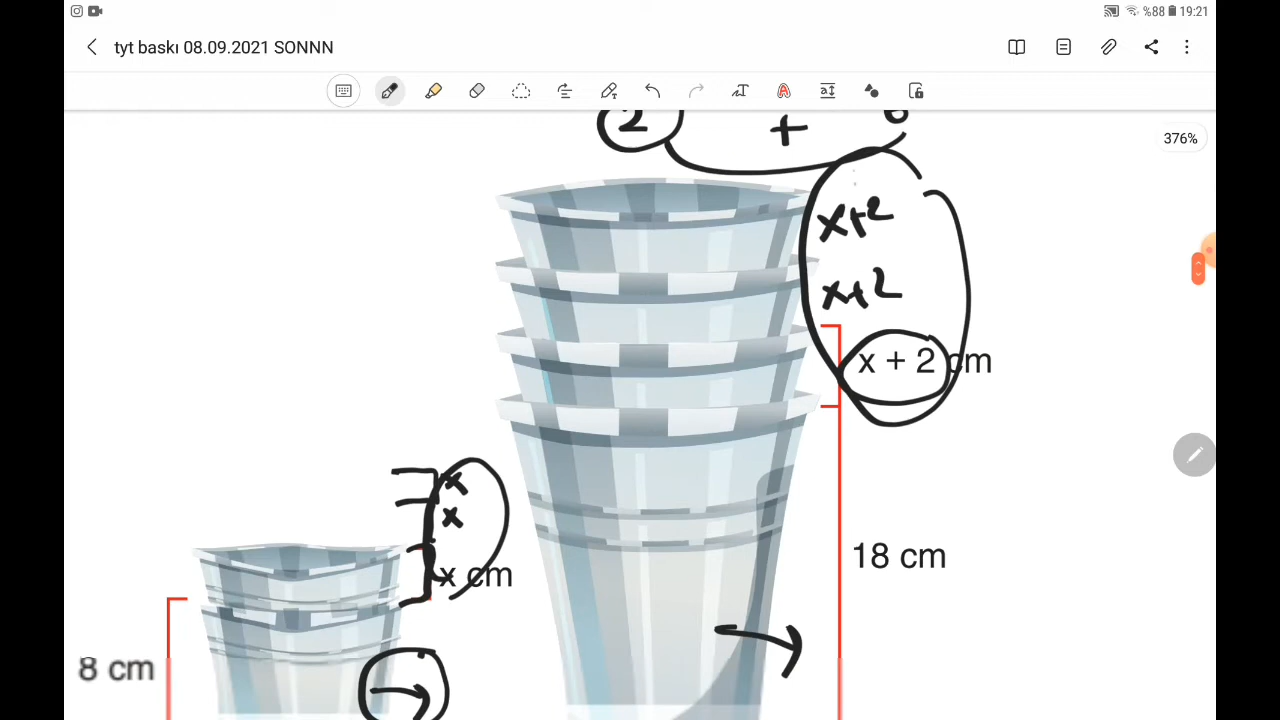 %88 19:21
tyt baskı 08.09.2021 SONNN
376%
2 +
x+2
x+2
x + 2 cm
x
x
x cm
18 cm
8 cm